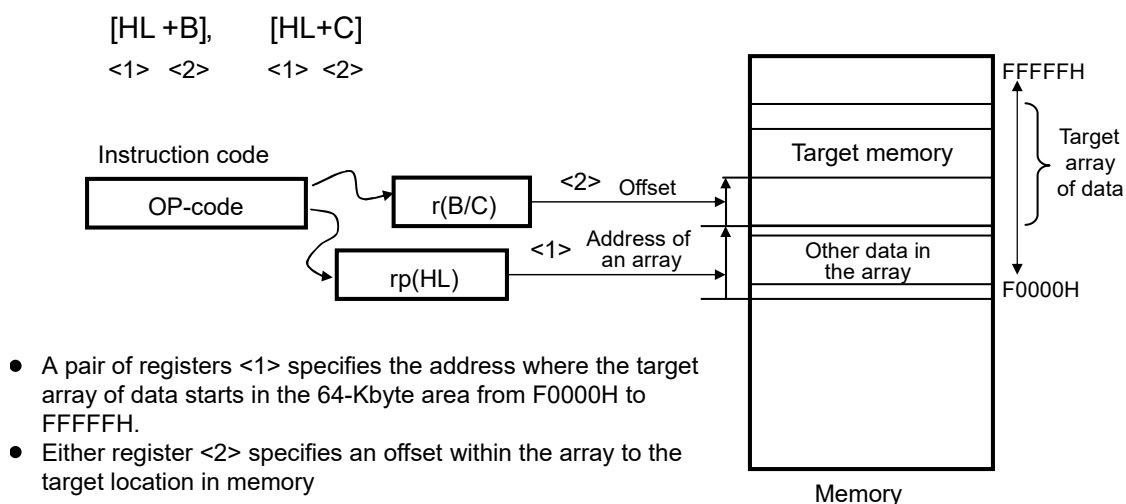 [HL +B], [HL+C]
<1> <2> <1> <2>
FFFFFH
Target
array
of data
Target memory
Instruction code
OP-code
<2> Offset
r(B/C)
<1> Address of
an array
rp(HL)
Other data in
the array
F0000H
● A pair of registers <1> specifies the address where the target
array of data starts in the 64-Kbyte area from F0000H to
FFFFFH.
● Either register <2> specifies an offset within the array to the
target location in memory
Memory